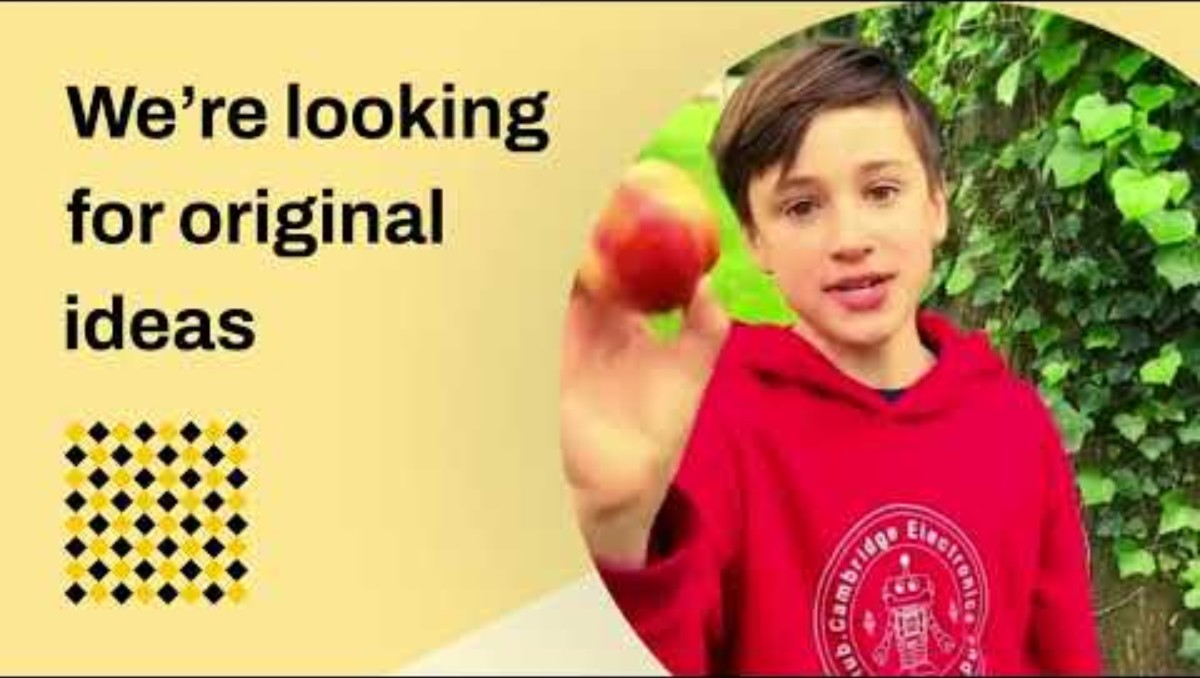 We're looking
for original
ideas
Cambridge Electronics